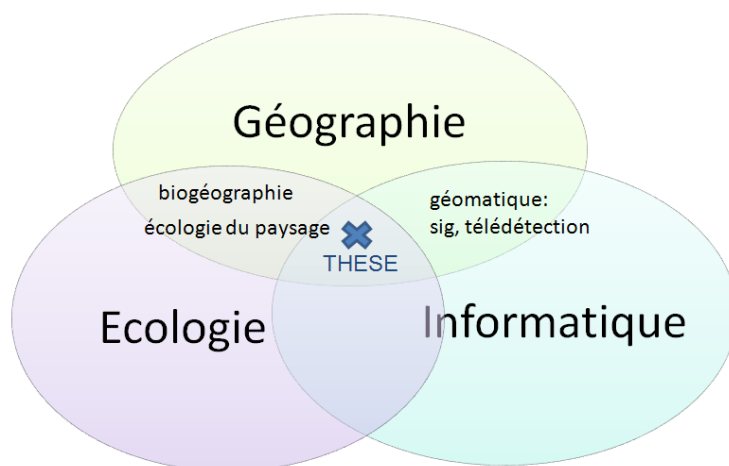 Géographie
biogéographie
écologie du paysage
géomatique:
sig, télédétection
THESE
Ecologie
Informatique